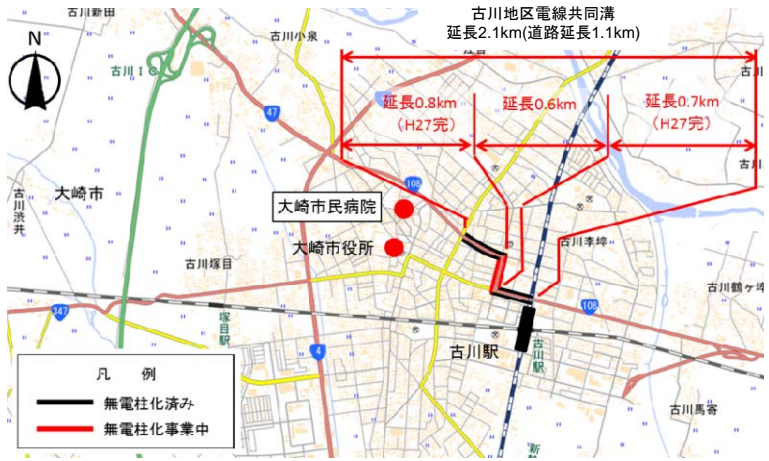 古川地区電線共同溝
延長2.1km(道路延長1.1km)
古川新田
古川小泉
N
古川IC
47
延長0.8km
(H27完)
延長0.6km
延長0.7km
(H27完)
大崎市
108
大崎市民病院
古川渋井
大崎市役所
古川李埣
古川塚目
古川鶴ヶ埣
347
塚目駅
108
4
古川駅
古川駅
凡 例
無電柱化済み
無電柱化事業中
古川馬寄